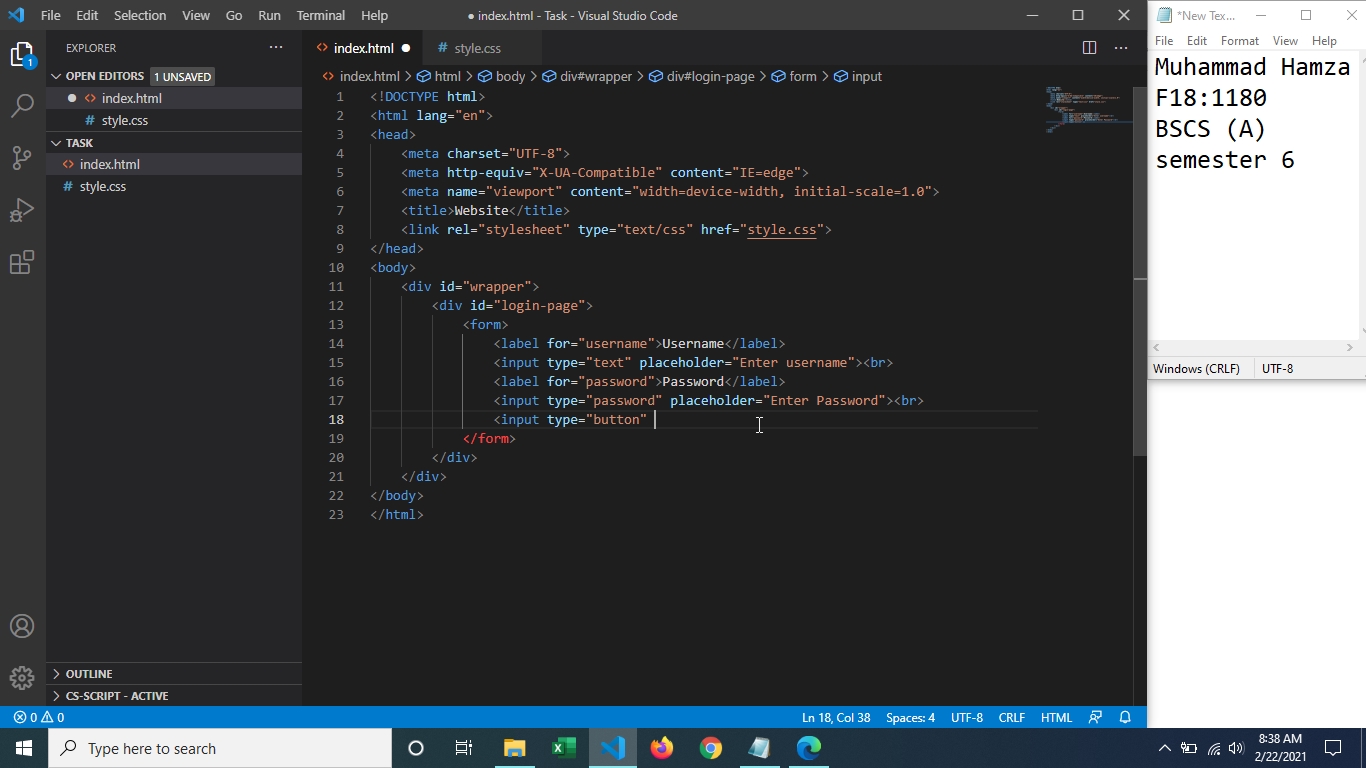 File Edit Selection View Go Run Terminal Help
● index.html - Task - Visual Studio Code
EXPLORER
OPEN EDITORS 1 UNSAVED
index.html
style.css
TASK
index.html
style.css
OUTLINE
CS-SCRIPT - ACTIVE
1
index.html
style.css
index.html > html > body > div#wrapper > div#login-page > form > input
1 <!DOCTYPE html>
2 <html lang="en">
3 <head>
4 <meta charset="UTF-8">
5 <meta http-equiv="X-UA-Compatible" content="IE=edge">
6 <meta name="viewport" content="width=device-width, initial-scale=1.0">
7 <title>Website</title>
8 <link rel="stylesheet" type="text/css" href="style.css">
9 </head>
10 <body>
11 <div id="wrapper">
12 <div id="login-page">
13 <form>
14 <label for="username">Username</label>
15 <input type="text" placeholder="Enter username"><br>
16 <label for="password">Password</label>
17 <input type="password" placeholder="Enter Password"><br>
18 <input type="button"
19 </form>
20 </div>
21 </div>
22 </body>
23 </html>
0 0
Ln 18, Col 38 Spaces: 4 UTF-8 CRLF HTML
*New Tex...
File Edit Format View Help
Muhammad Hamza
F18:1180
BSCS (A)
semester 6
Windows (CRLF) UTF-8
Type here to search
8:38 AM
2/22/2021